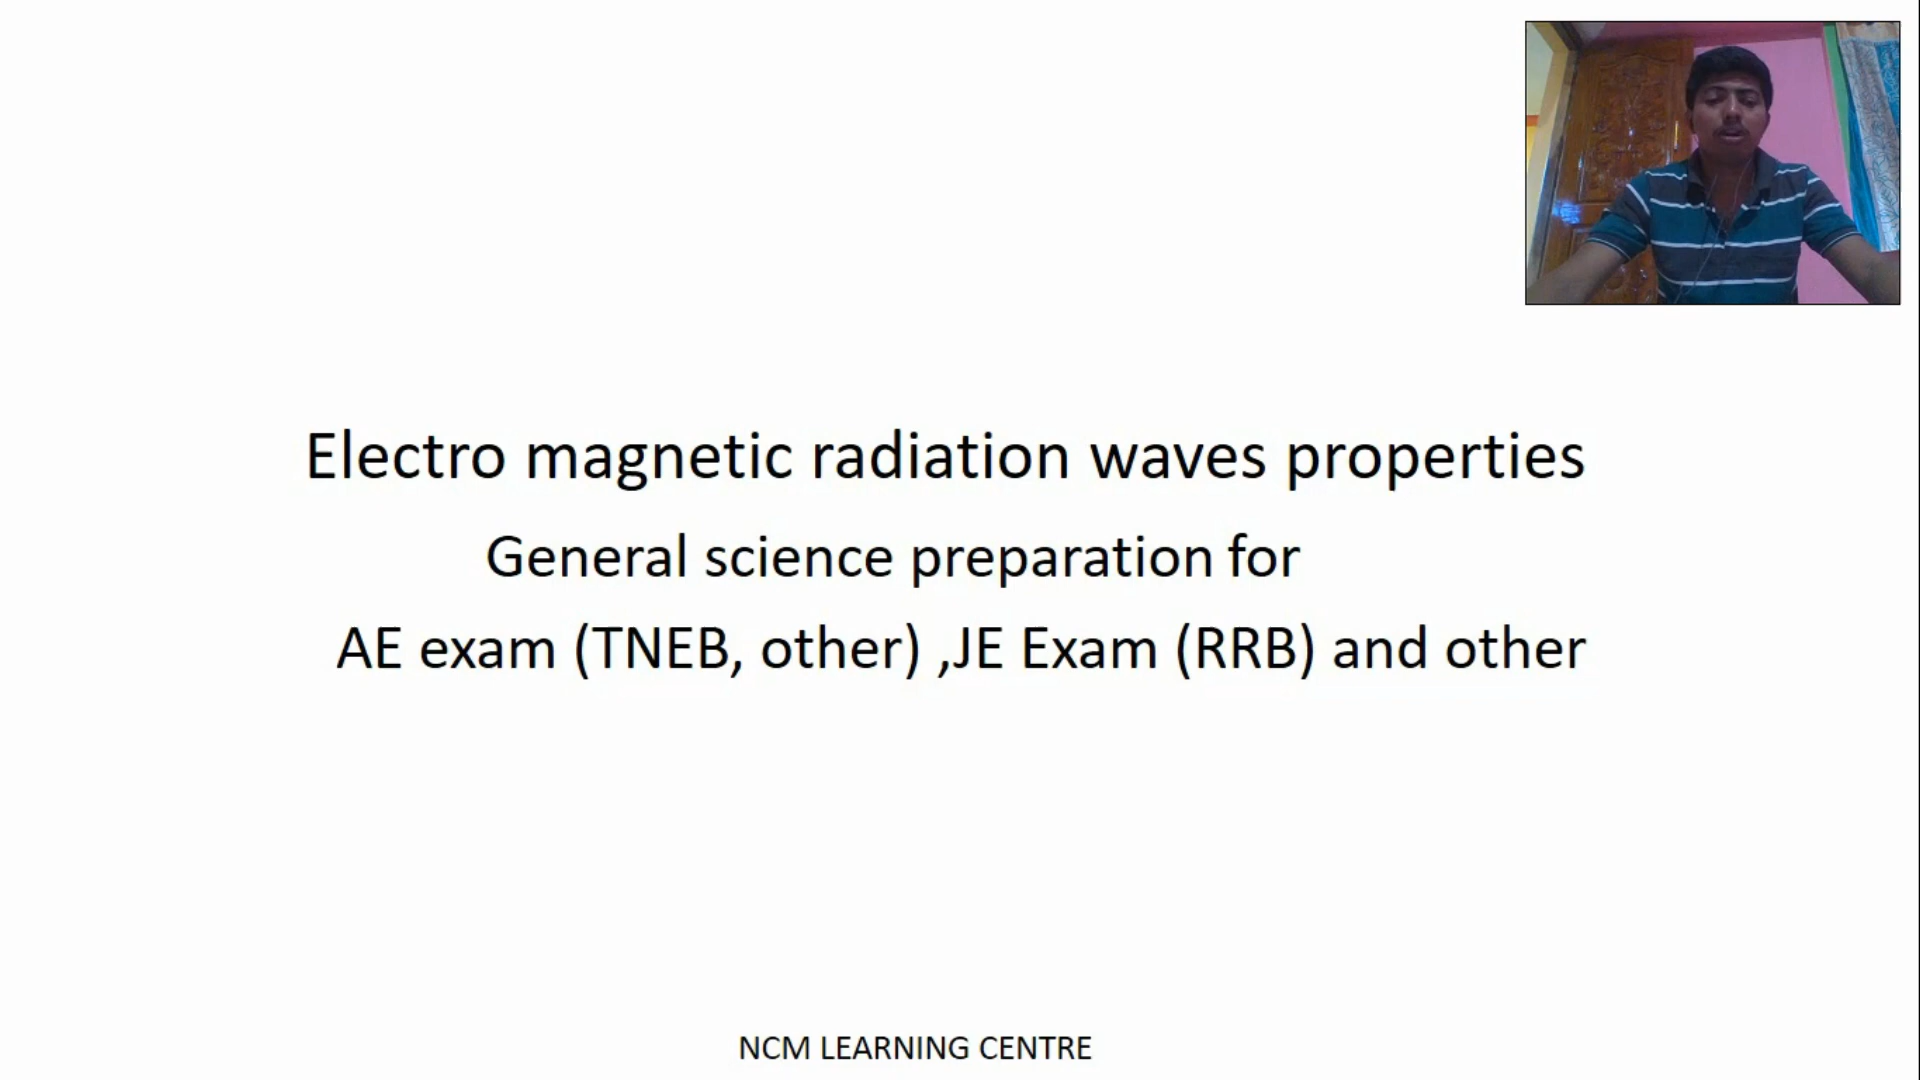 Electro magnetic radiation waves properties
General science preparation for
AE exam (TNEB, other) ,JE Exam (RRB) and other
NCM LEARNING CENTRE